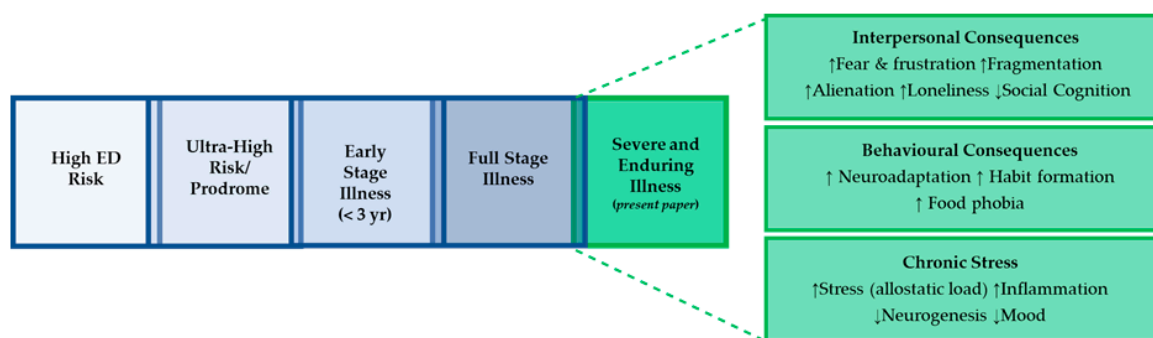 High ED
Risk
Ultra-High
Risk/
Prodrome
Early
Stage
Illness
(< 3 yr)
Full Stage
Illness
Severe and
Enduring
Illness
(present paper)
Interpersonal Consequences
↑Fear & frustration ↑Fragmentation
↑Alienation ↑Loneliness ↓Social Cognition
Behavioural Consequences
↑ Neuroadaptation ↑ Habit formation
↑ Food phobia
Chronic Stress
↑Stress (allostatic load) ↑Inflammation
↓Neurogenesis ↓Mood